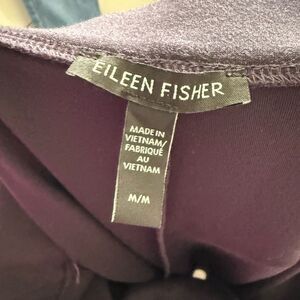 EILEEN FISHER
MADE IN
VIETNAM/
FABRIQUÉ
AU
VIETNAM
M/M